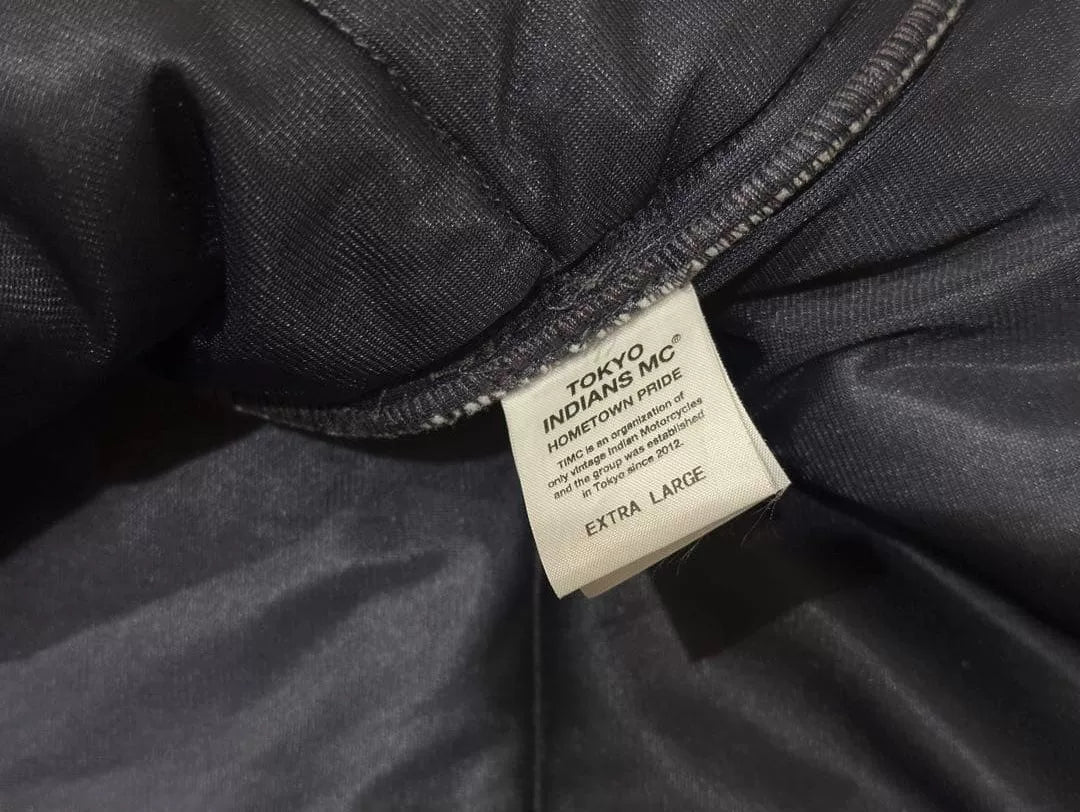 TOKYO
INDIANS MC®
HOMETOWN PRIDE
TIMC is an organization of
only vintage Indian Motorcycles
and the group was established
in Tokyo since 2012.
EXTRA LARGE